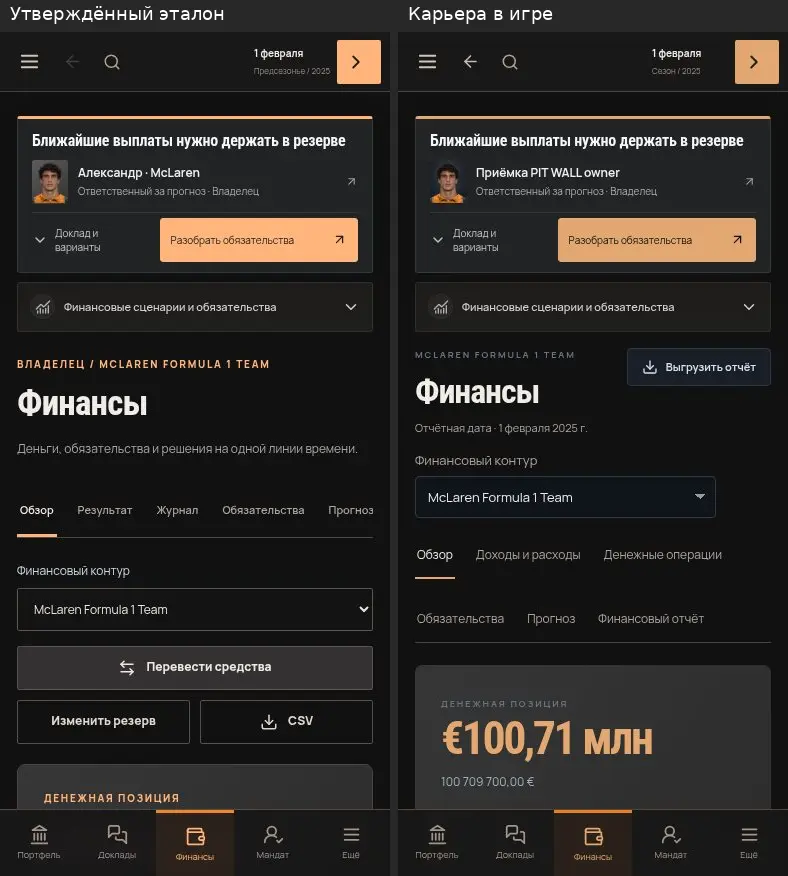 Утверждённый эталон
1 февраля
Предсезонье / 2025
Ближайшие выплаты нужно держать в резерве
Александр · McLaren
Ответственный за прогноз · Владелец
Доклад и
варианты
Разобрать обязательства
Финансовые сценарии и обязательства
ВЛАДЕЛЕЦ / MCLAREN FORMULA 1 TEAM
Финансы
Деньги, обязательства и решения на одной линии времени.
Обзор Результат Журнал Обязательства Прогноз
Финансовый контур
McLaren Formula 1 Team
Перевести средства
Изменить резерв CSV
ДЕНЕЖНАЯ ПОЗИЦИЯ
Портфель Доклады Финансы Мандат Ещё
Карьера в игре
1 февраля
Сезон / 2025
Ближайшие выплаты нужно держать в резерве
Приёмка PIT WALL owner
Ответственный за прогноз · Владелец
Доклад и
варианты
Разобрать обязательства
Финансовые сценарии и обязательства
MCLAREN FORMULA 1 TEAM
Выгрузить отчёт
Финансы
Отчётная дата · 1 февраля 2025 г.
Финансовый контур
McLaren Formula 1 Team
Обзор Доходы и расходы Денежные операции
Обязательства Прогноз Финансовый отчёт
ДЕНЕЖНАЯ ПОЗИЦИЯ
€100,71 млн
100 709 700,00 €
Портфель Доклады Финансы Мандат Ещё